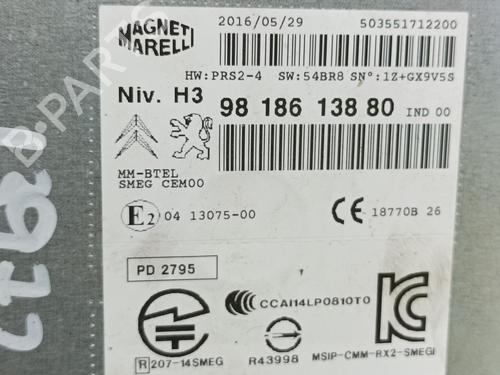 MAGNETI MARELLI
2016/05/29 503551712200
HW:PRS2-4 SW:54BR8 SN°:1Z+GX9V5S
Niv. H3 98 186 138 80 IND 00
MM-BTEL
SMEG CEM00
E2 04 13075-00 CE 18770B 26
PD 2795
CCAI14LP0810T0
R 207-14SMEG R43998 MSIP-CMM-RX2-SMEGI
B-PARTS